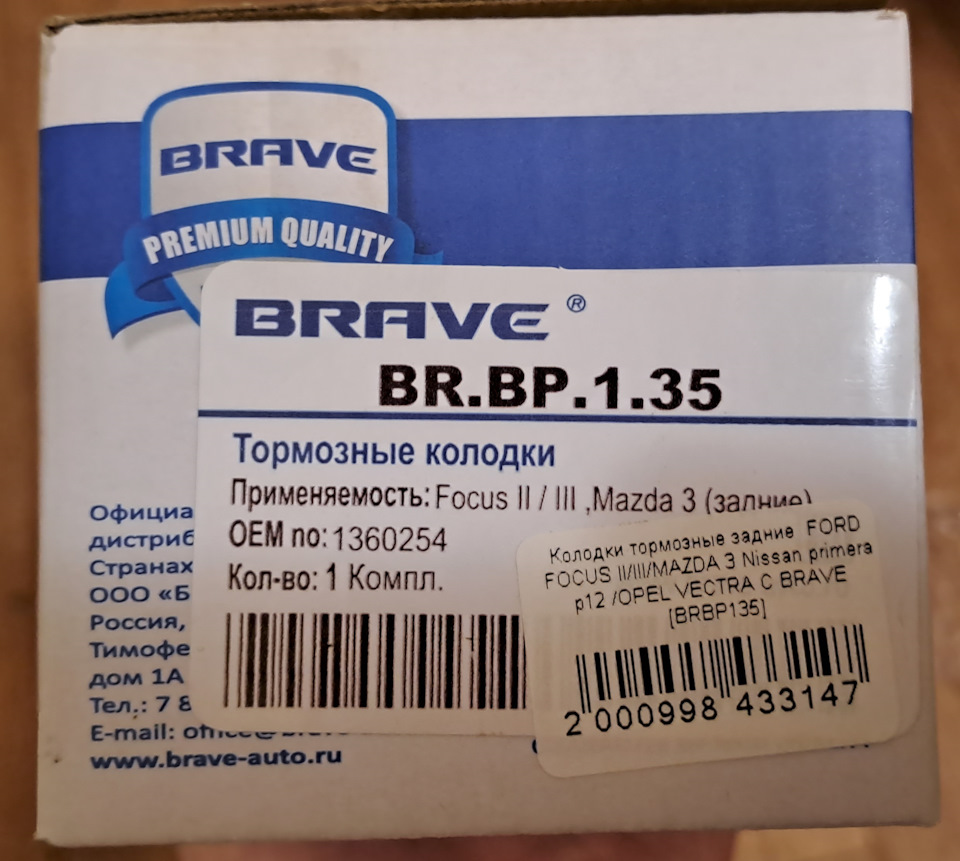 BRAVE
PREMIUM QUALITY
BRAVE ®
BR.BP.1.35
Тормозные колодки
Применяемость: Focus II / III ,Mazda 3 (задние)
OEM no: 1360254
Кол-во: 1 Компл.
Официа
дистриб
Странах
ООО «Б
Россия,
Тимофе
дом 1А
Тел.: 7 8
E-mail: office@brave
www.brave-auto.ru
Колодки тормозные задние FORD
FOCUS II/III/MAZDA 3 Nissan primera
p12 /OPEL VECTRA C BRAVE
[BRBP135]
2 000998 433147